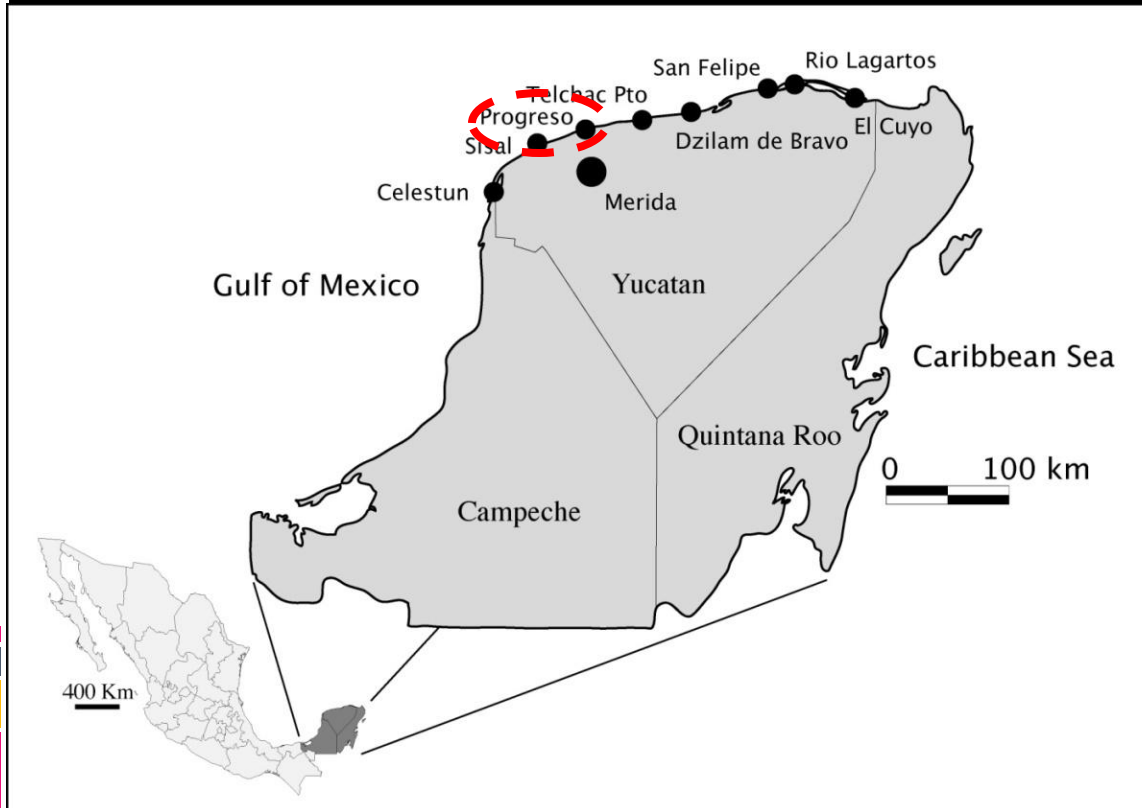 San Felipe
Rio Lagartos
Telchac Pto
Progreso
Sisal
Dzilam de Bravo
El Cuyo
Celestun
Merida
Gulf of Mexico
Yucatan
Caribbean Sea
Quintana Roo
0 100 km
Campeche
400 Km